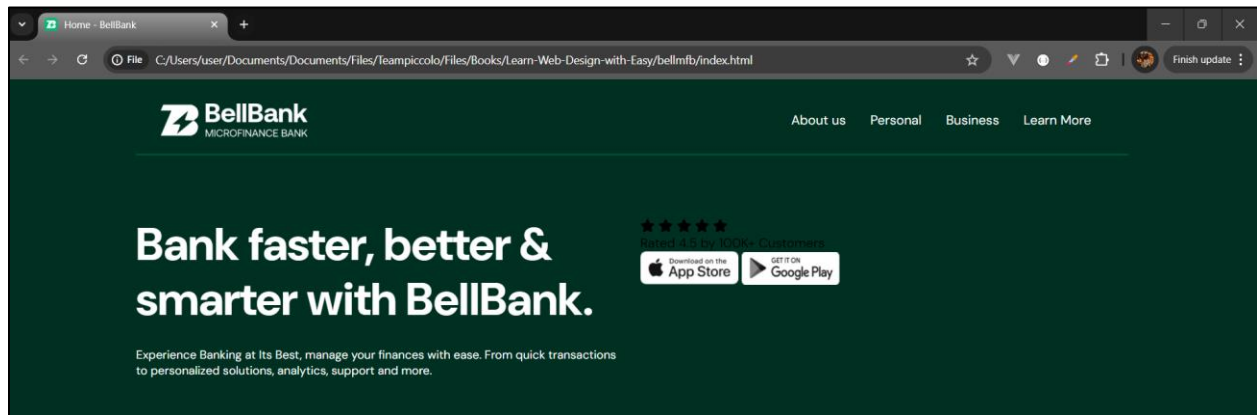 Home - BellBank
File C:/Users/user/Documents/Documents/Files/Teampiccolo/Files/Books/Learn-Web-Design-with-Easy/bellmfb/index.html
Finish update
BellBank
MICROFINANCE BANK
About us Personal Business Learn More
Bank faster, better &
smarter with BellBank.
Experience Banking at Its Best, manage your finances with ease. From quick transactions
to personalized solutions, analytics, support and more.
Rated 4.5 by 100K+ Customers
Download on the
App Store
GET IT ON
Google Play